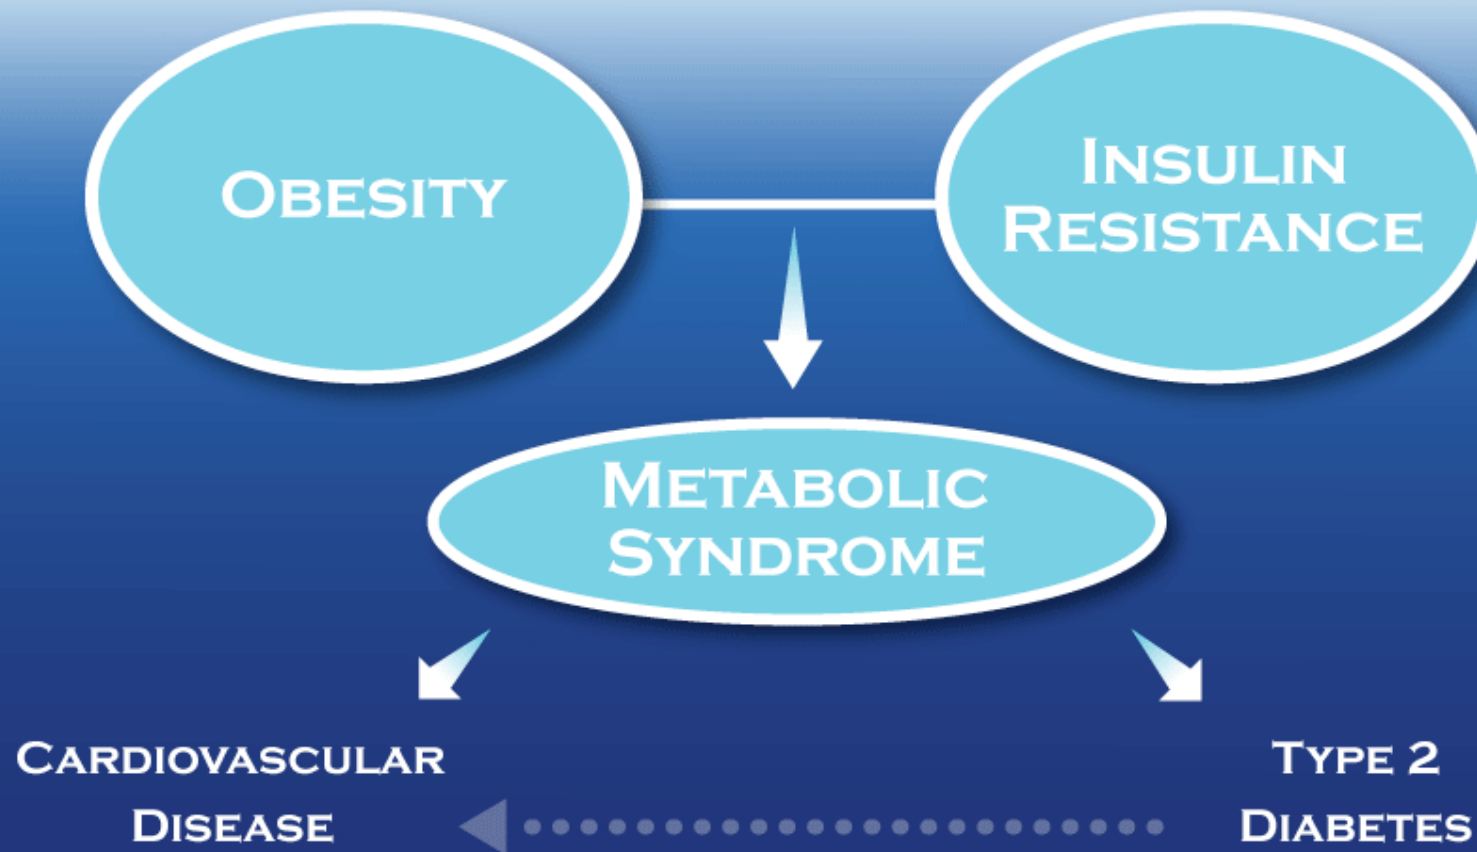 OBESITY
INSULIN
RESISTANCE
METABOLIC
SYNDROME
CARDIOVASCULAR
DISEASE
TYPE 2
DIABETES